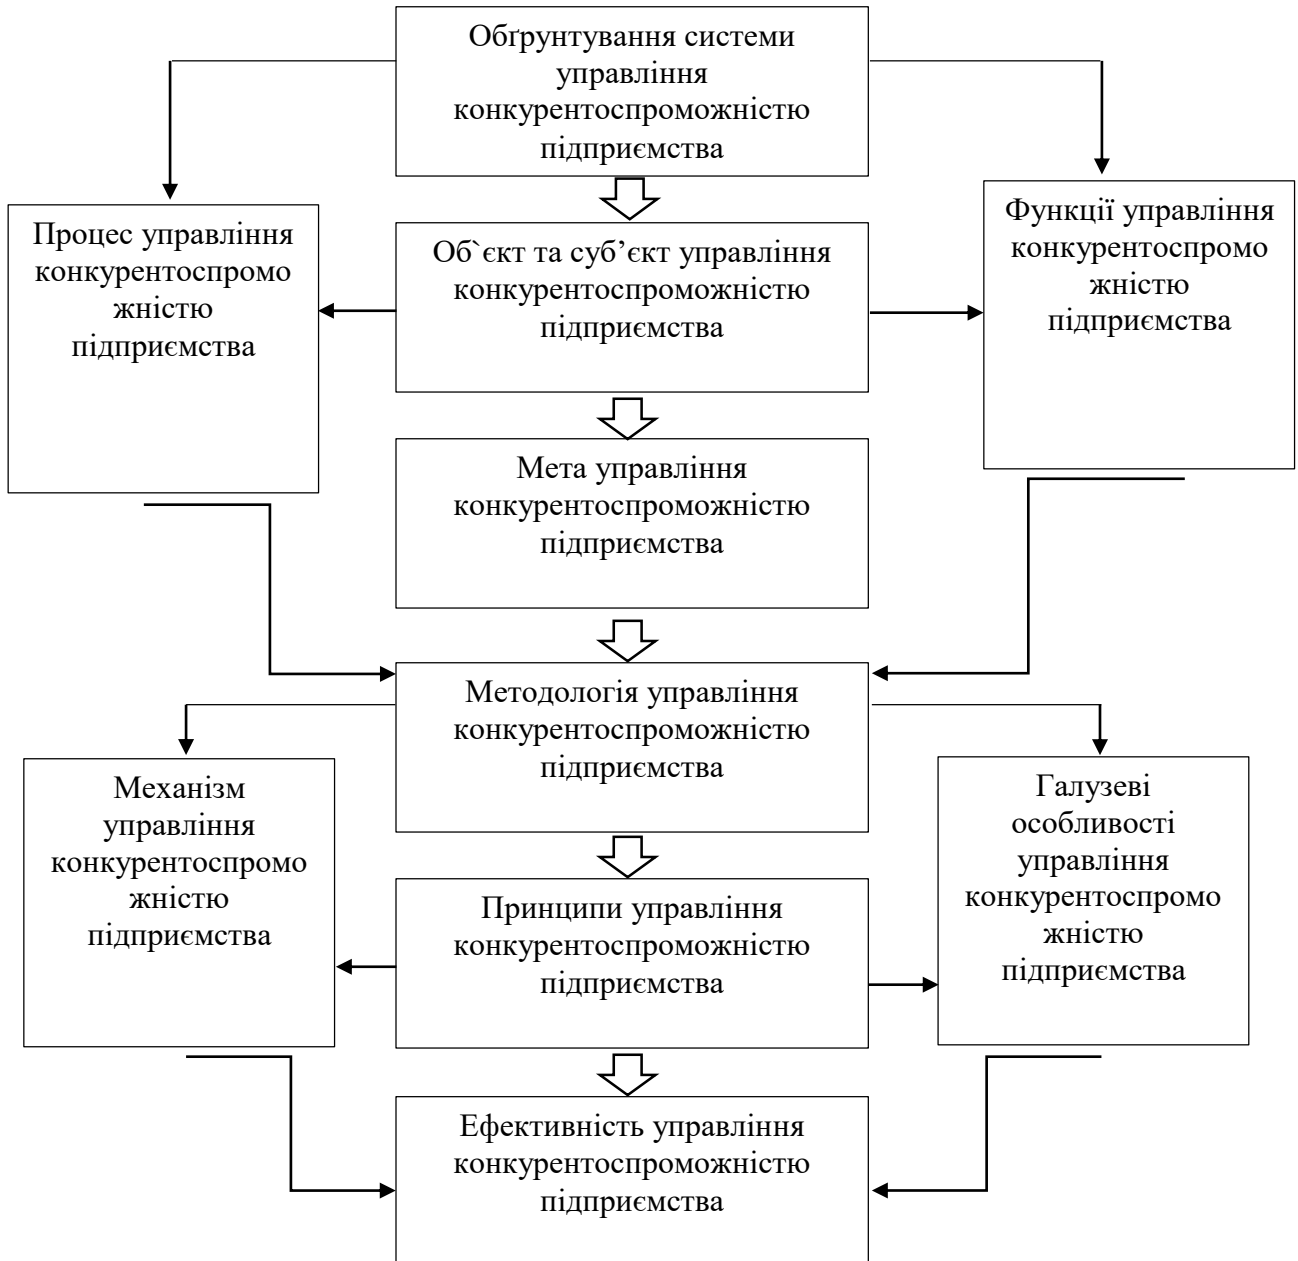 Обґрунтування системи
управління
конкурентоспроможністю
підприємства
Процес управління
конкурентоспромо
жністю
підприємства
Об`єкт та суб’єкт управління
конкурентоспроможністю
підприємства
Функції управління
конкурентоспромо
жністю
підприємства
Мета управління
конкурентоспроможністю
підприємства
Методологія управління
конкурентоспроможністю
підприємства
Механізм
управління
конкурентоспромо
жністю
підприємства
Принципи управління
конкурентоспроможністю
підприємства
Галузеві
особливості
управління
конкурентоспромо
жністю
підприємства
Ефективність управління
конкурентоспроможністю
підприємства